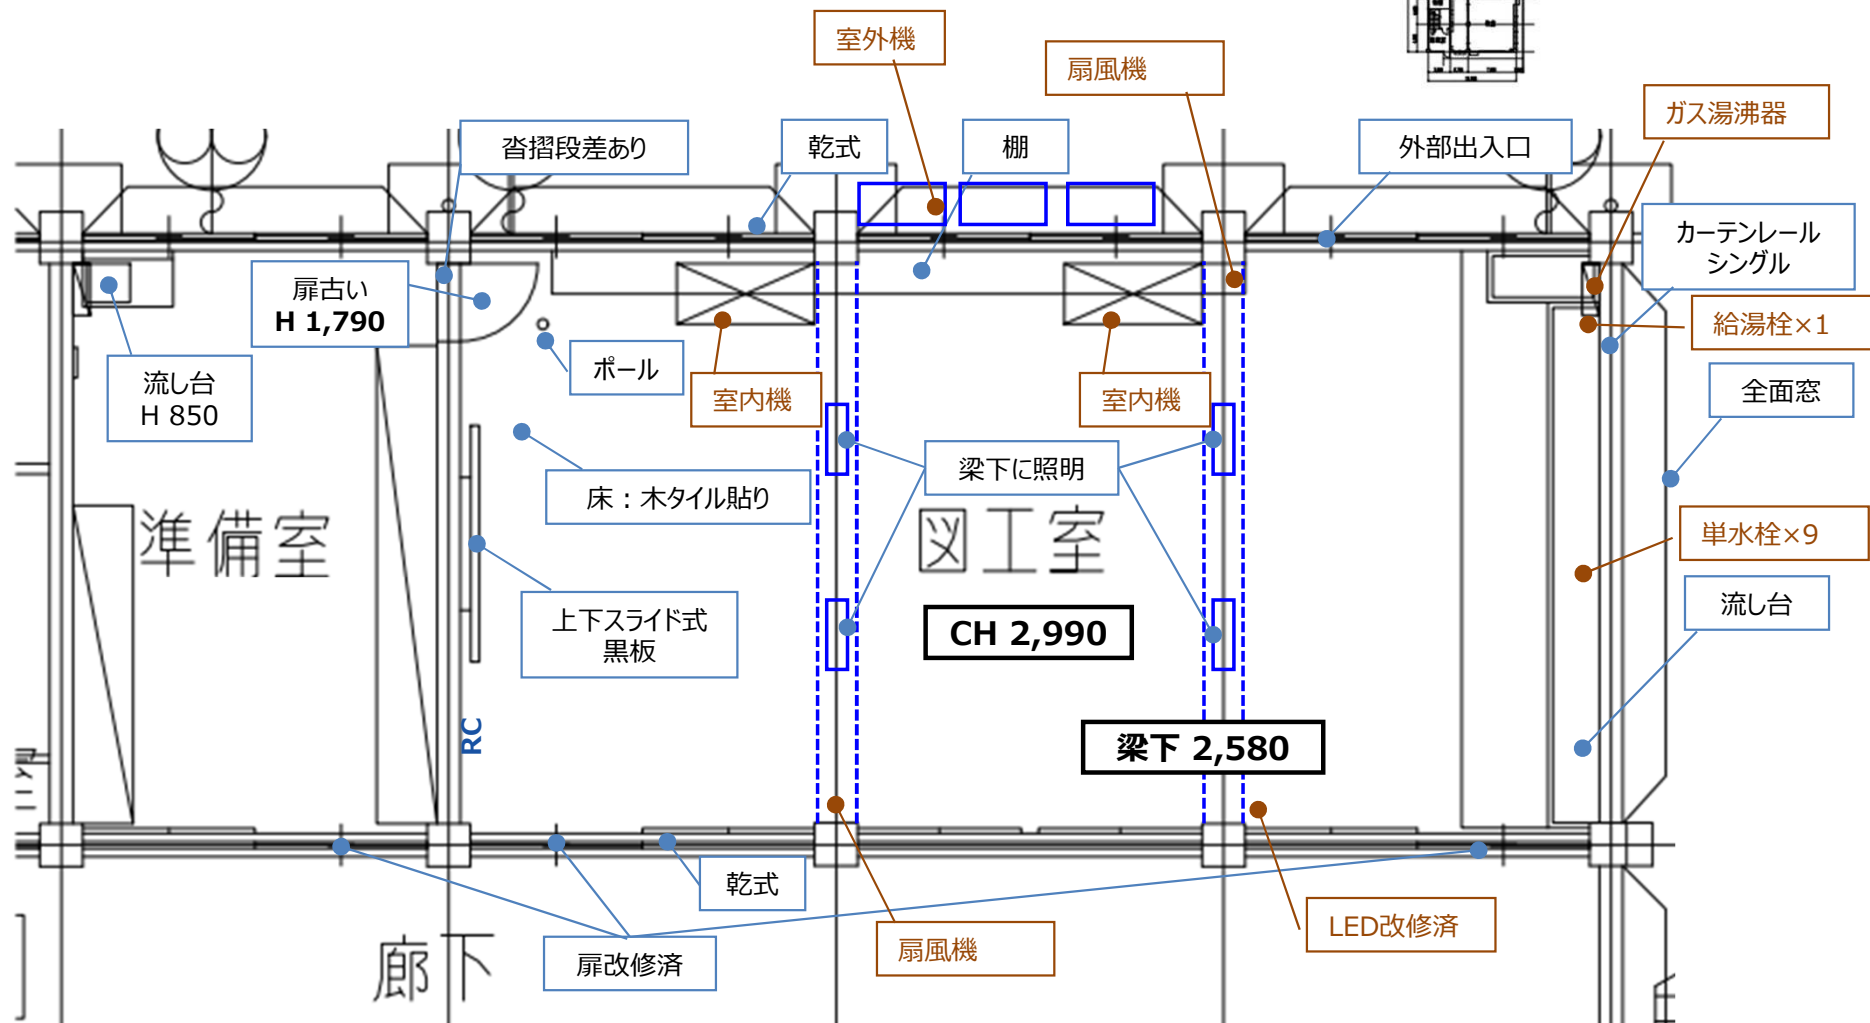 室外機
扇風機
ガス湯沸器
沓摺段差あり
乾式
棚
外部出入口
カーテンレール
シングル
扉古い
H 1,790
給湯栓×1
流し台
H 850
ポール
室内機
室内機
全面窓
梁下に照明
床：木タイル貼り
準備室
図工室
単水栓×9
上下スライド式
黒板
流し台
CH 2,990
RC
梁下 2,580
乾式
扉改修済
扇風機
LED改修済
廊下